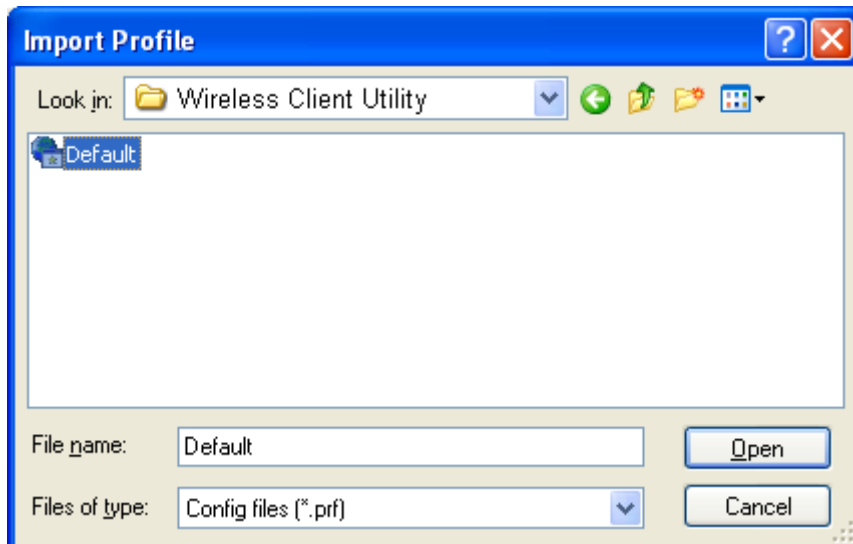 Import Profile
Look in: Wireless Client Utility
Default
File name: Default Open
Files of type: Config files (*.prf) Cancel